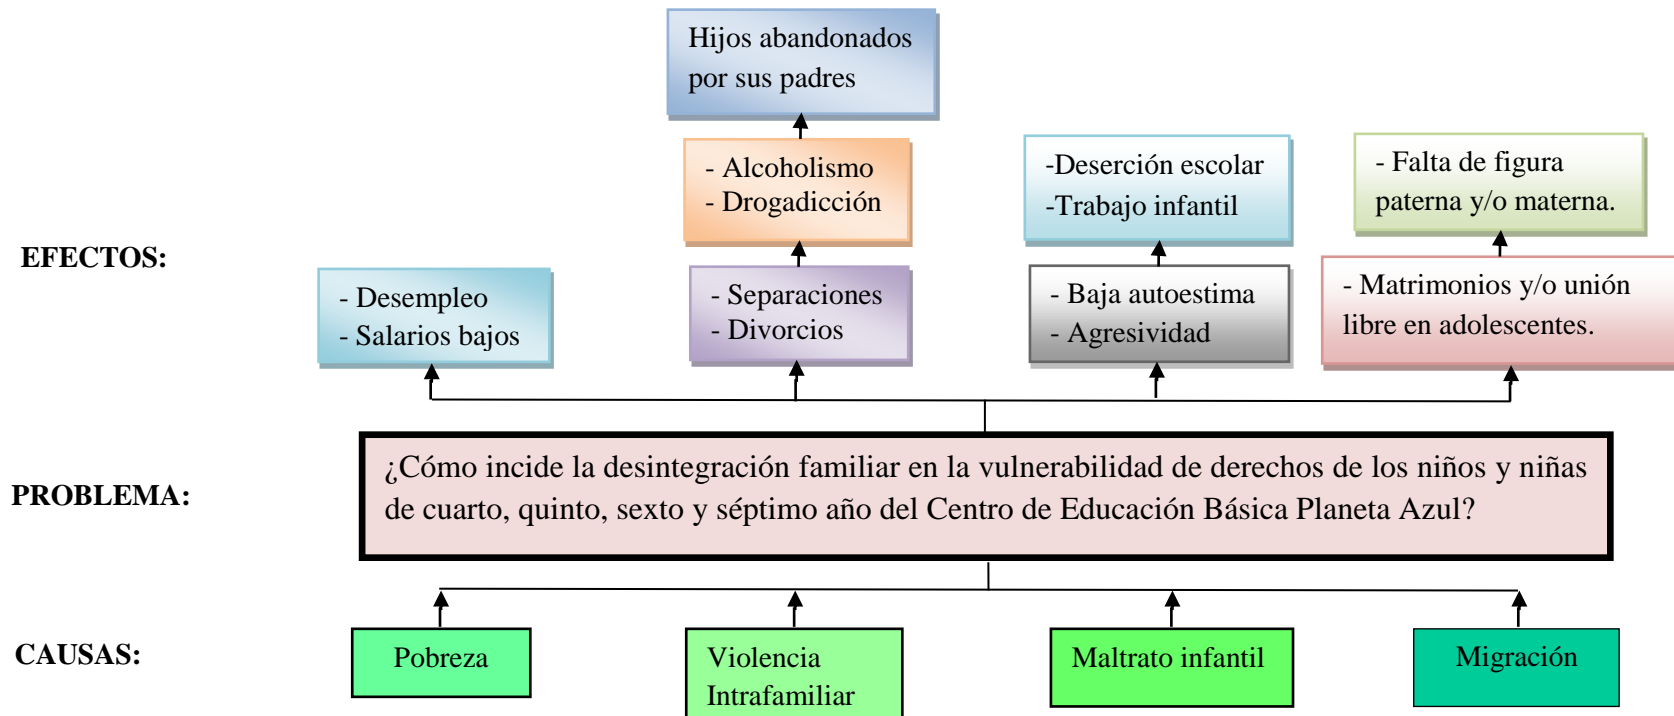 Hijos abandonados
por sus padres
- Alcoholismo
- Drogadicción
-Deserción escolar
-Trabajo infantil
- Falta de figura
paterna y/o materna.
EFECTOS:
- Desempleo
- Salarios bajos
- Separaciones
- Divorcios
- Baja autoestima
- Agresividad
- Matrimonios y/o unión
libre en adolescentes.
PROBLEMA:
¿Cómo incide la desintegración familiar en la vulnerabilidad de derechos de los niños y niñas
de cuarto, quinto, sexto y séptimo año del Centro de Educación Básica Planeta Azul?
CAUSAS:
Pobreza
Violencia
Intrafamiliar
Maltrato infantil
Migración